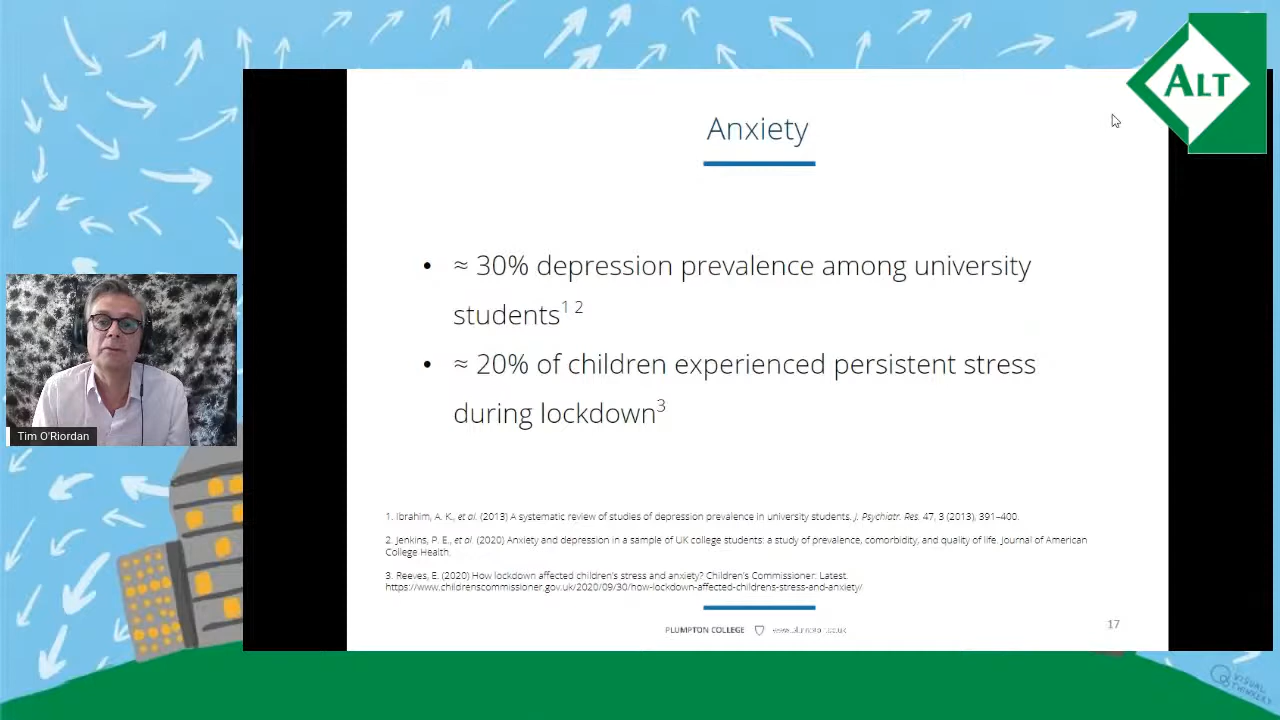 ALT
Anxiety
• ≈ 30% depression prevalence among university
students1 2
• ≈ 20% of children experienced persistent stress
during lockdown3
Tim O'Riordan
1. Ibrahim, A. K., et al. (2013) A systematic review of studies of depression prevalence in university students. J. Psychiatr. Res. 47, 3 (2013), 391–400.
2. Jenkins, P. E., et al. (2020) Anxiety and depression in a sample of UK college students: a study of prevalence, comorbidity, and quality of life. Journal of American
College Health.
3. Reeves, E. (2020) How lockdown affected children's stress and anxiety? Children's Commissioner: Latest.
https://www.childrenscommissioner.gov.uk/2020/09/30/how-lockdown-affected-childrens-stress-and-anxiety/
PLUMPTON COLLEGE
17
VISUAL
THINKERY